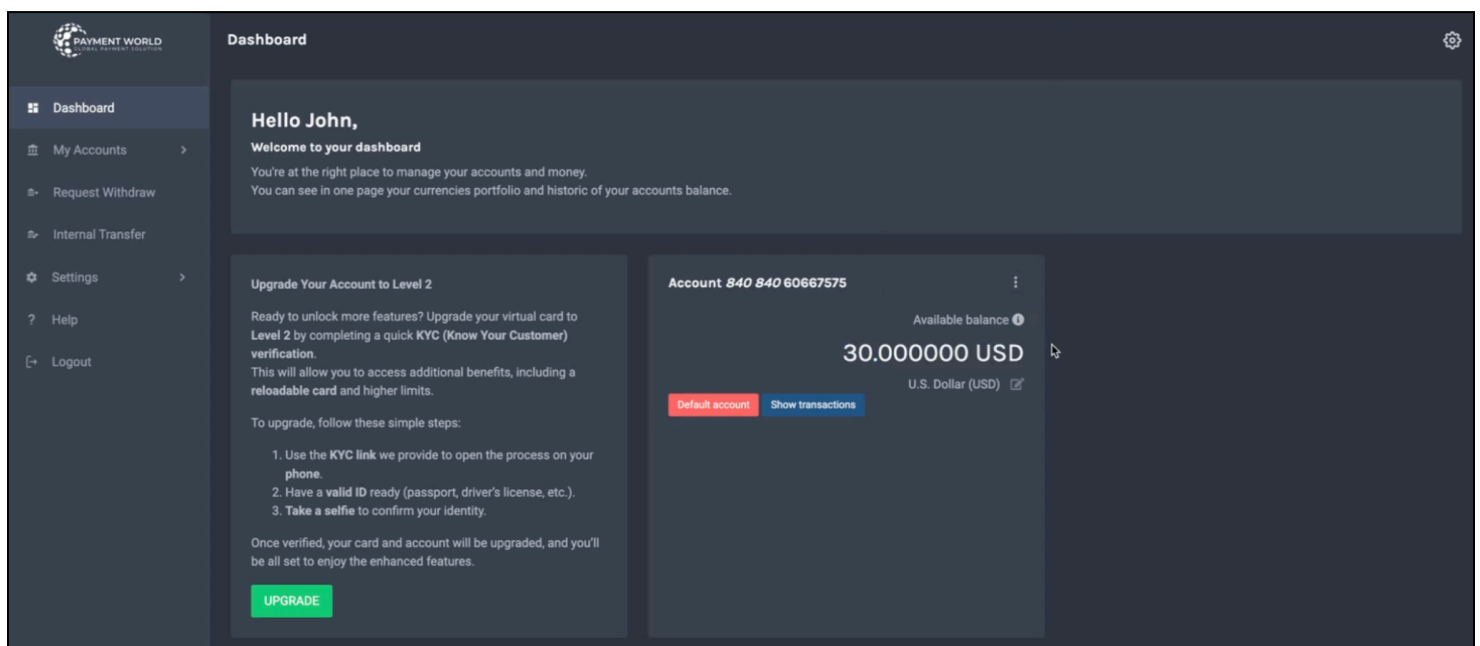 PAYMENT WORLD
GLOBAL PAYMENT SOLUTION
Dashboard
Dashboard
My Accounts
Request Withdraw
Internal Transfer
Settings
? Help
Logout
Hello John,
Welcome to your dashboard
You're at the right place to manage your accounts and money.
You can see in one page your currencies portfolio and historic of your accounts balance.
Upgrade Your Account to Level 2
Ready to unlock more features? Upgrade your virtual card to
Level 2 by completing a quick KYC (Know Your Customer)
verification.
This will allow you to access additional benefits, including a
reloadable card and higher limits.
To upgrade, follow these simple steps:
1. Use the KYC link we provide to open the process on your
phone.
2. Have a valid ID ready (passport, driver's license, etc.).
3. Take a selfie to confirm your identity.
Once verified, your card and account will be upgraded, and you'll
be all set to enjoy the enhanced features.
UPGRADE
Account 840 840 60667575
Available balance
30.000000 USD
U.S. Dollar (USD)
Default account
Show transactions